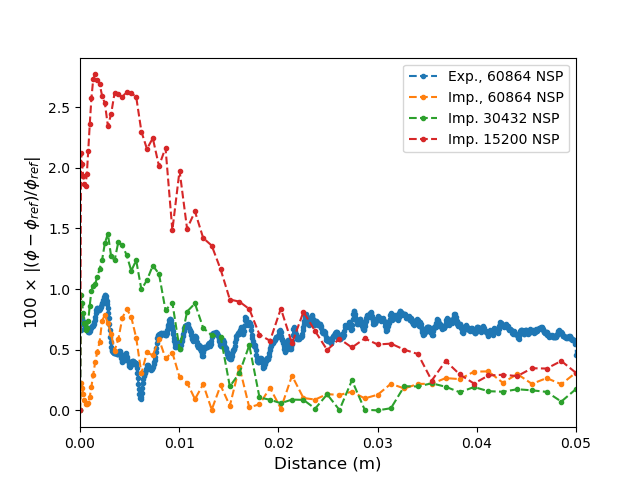 Exp., 60864 NSP
Imp., 60864 NSP
Imp. 30432 NSP
Imp. 15200 NSP
2.5
2.0
1.5
1.0
0.5
0.0
100 × |(ϕ − ϕref)/ϕref|
0.00 0.01 0.02 0.03 0.04 0.05
Distance (m)